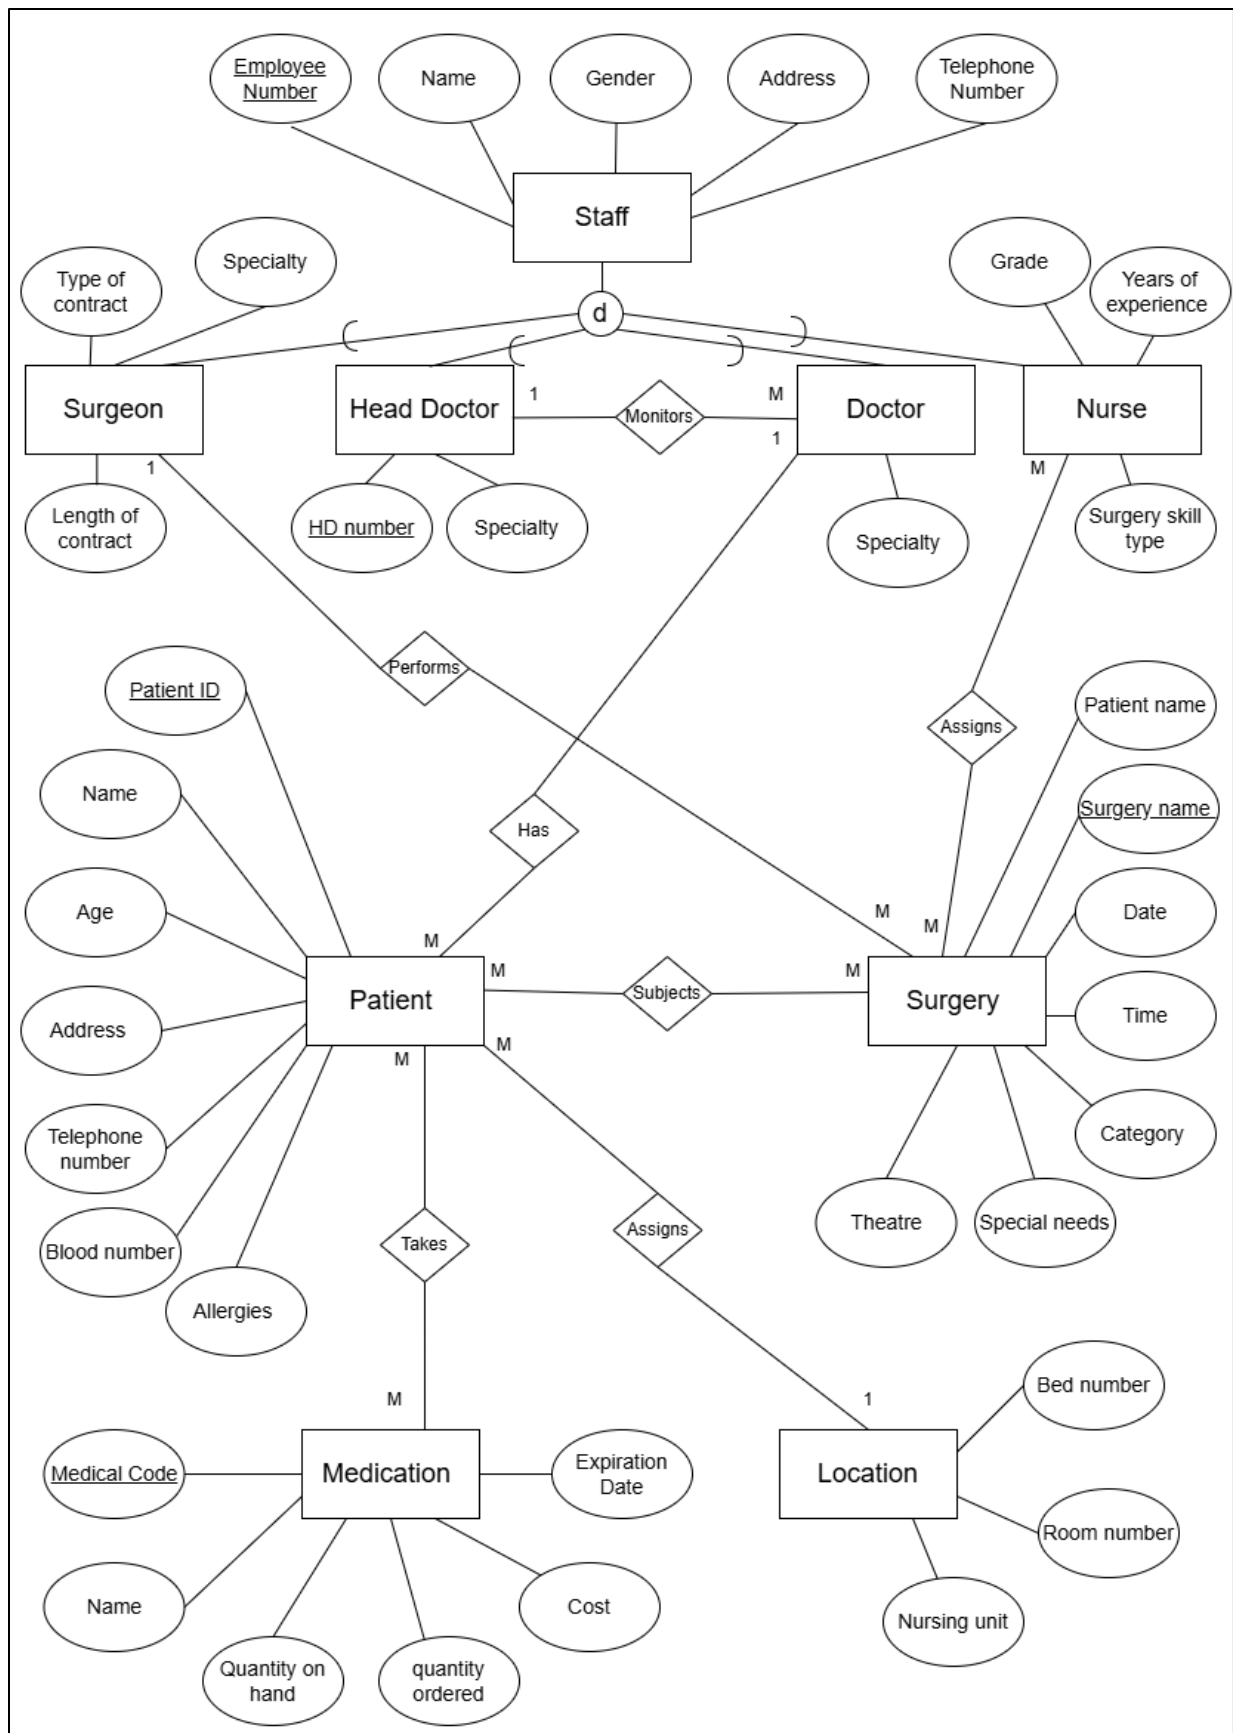 Employee
Number
Name
Gender
Address
Telephone
Number
Staff
Type of
contract
Specialty
d
Grade
Years of
experience
Surgeon
Head Doctor
1
Monitors
M
1
Doctor
Nurse
1
M
Length of
contract
HD number
Specialty
Specialty
Surgery skill
type
Performs
Patient ID
Assigns
Patient name
Name
Has
Surgery name
Age
M
M
M
Date
M
M
Patient
Subjects
Surgery
Address
Time
M
M
Telephone
number
Category
Blood number
Takes
Assigns
Theatre
Special needs
Allergies
M
1
Bed number
Medical Code
Medication
Expiration
Date
Location
Room number
Name
Cost
Nursing unit
Quantity on
hand
quantity
ordered